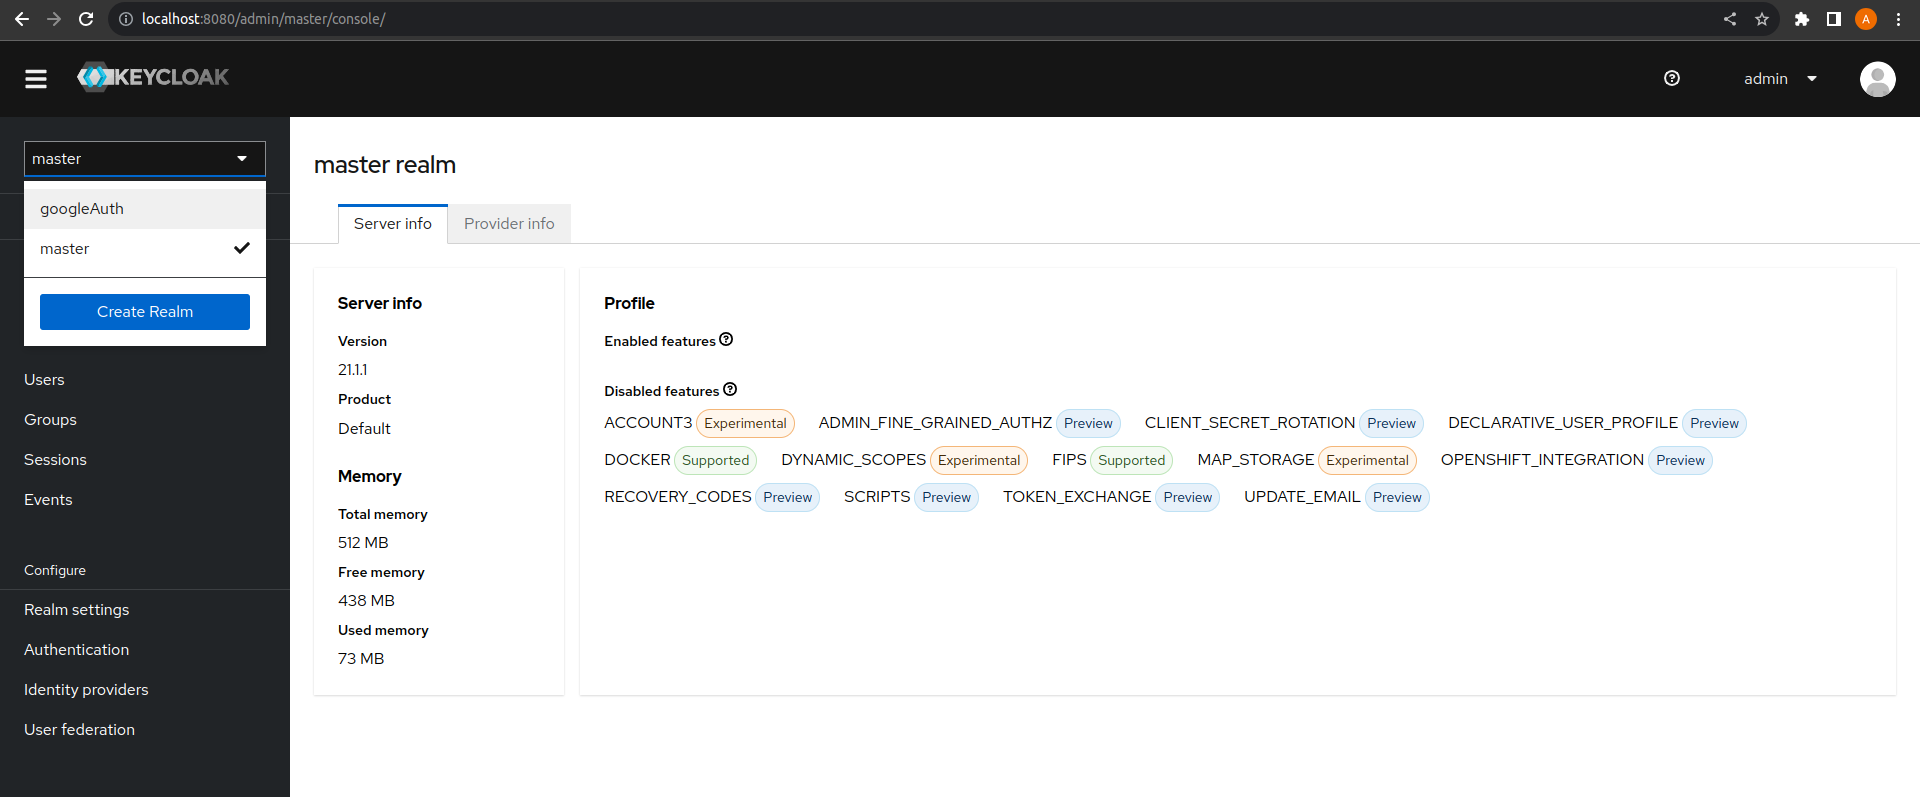 localhost:8080/admin/master/console/
A
KEYCLOAK
admin
master
googleAuth
master
Create Realm
Users
Groups
Sessions
Events
Configure
Realm settings
Authentication
Identity providers
User federation
master realm
Server info
Provider info
Server info
Version
21.1.1
Product
Default
Memory
Total memory
512 MB
Free memory
438 MB
Used memory
73 MB
Profile
Enabled features
Disabled features
ACCOUNT3 Experimental ADMIN_FINE_GRAINED_AUTHZ Preview CLIENT_SECRET_ROTATION Preview DECLARATIVE_USER_PROFILE Preview
DOCKER Supported DYNAMIC_SCOPES Experimental FIPS Supported MAP_STORAGE Experimental OPENSHIFT_INTEGRATION Preview
RECOVERY_CODES Preview SCRIPTS Preview TOKEN_EXCHANGE Preview UPDATE_EMAIL Preview